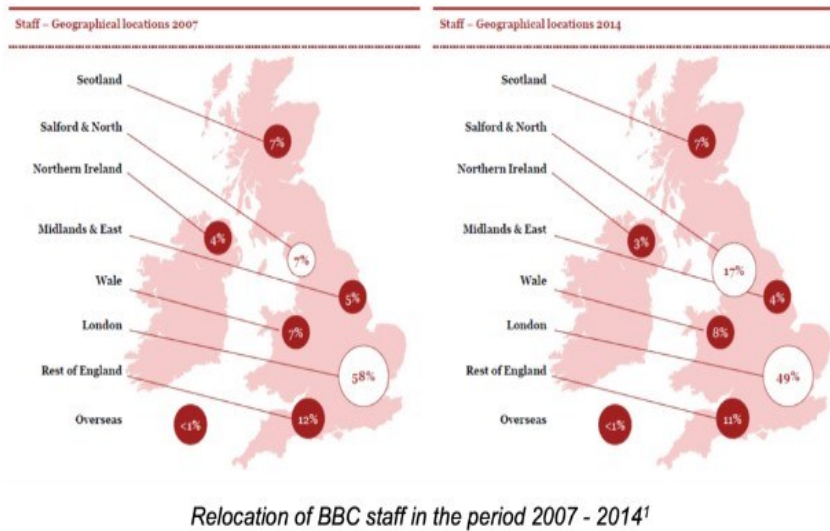 Staff – Geographical locations 2007
Scotland
7%
Salford & North
Northern Ireland
4%
Midlands & East
7%
5%
Wale
7%
London
58%
Rest of England
12%
Overseas
<1%
Staff – Geographical locations 2014
Scotland
7%
Salford & North
Northern Ireland
3%
Midlands & East
17%
4%
Wale
8%
London
49%
Rest of England
11%
Overseas
<1%
Relocation of BBC staff in the period 2007 - 2014¹